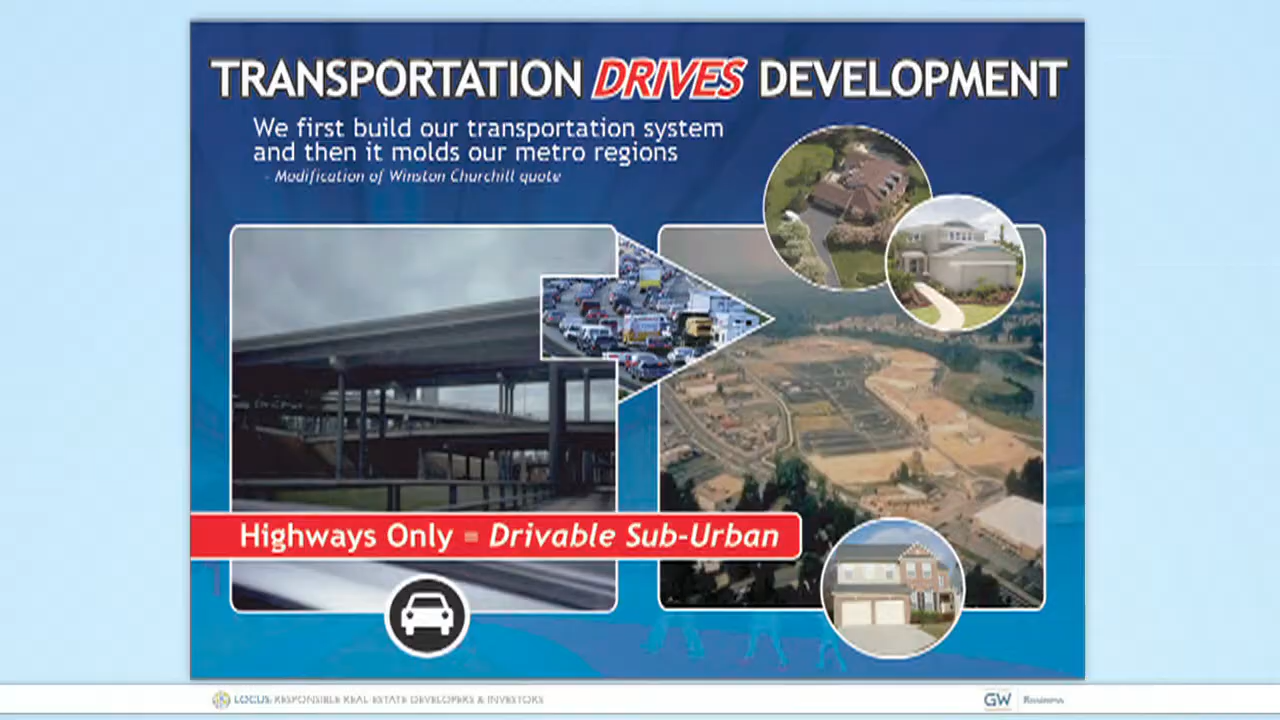 TRANSPORTATION DRIVES DEVELOPMENT
We first build our transportation system
and then it molds our metro regions
- Modification of Winston Churchill quote
Highways Only = Drivable Sub-Urban
LOCUS: RESPONSIBLE REAL ESTATE DEVELOPERS & INVESTORS
GW